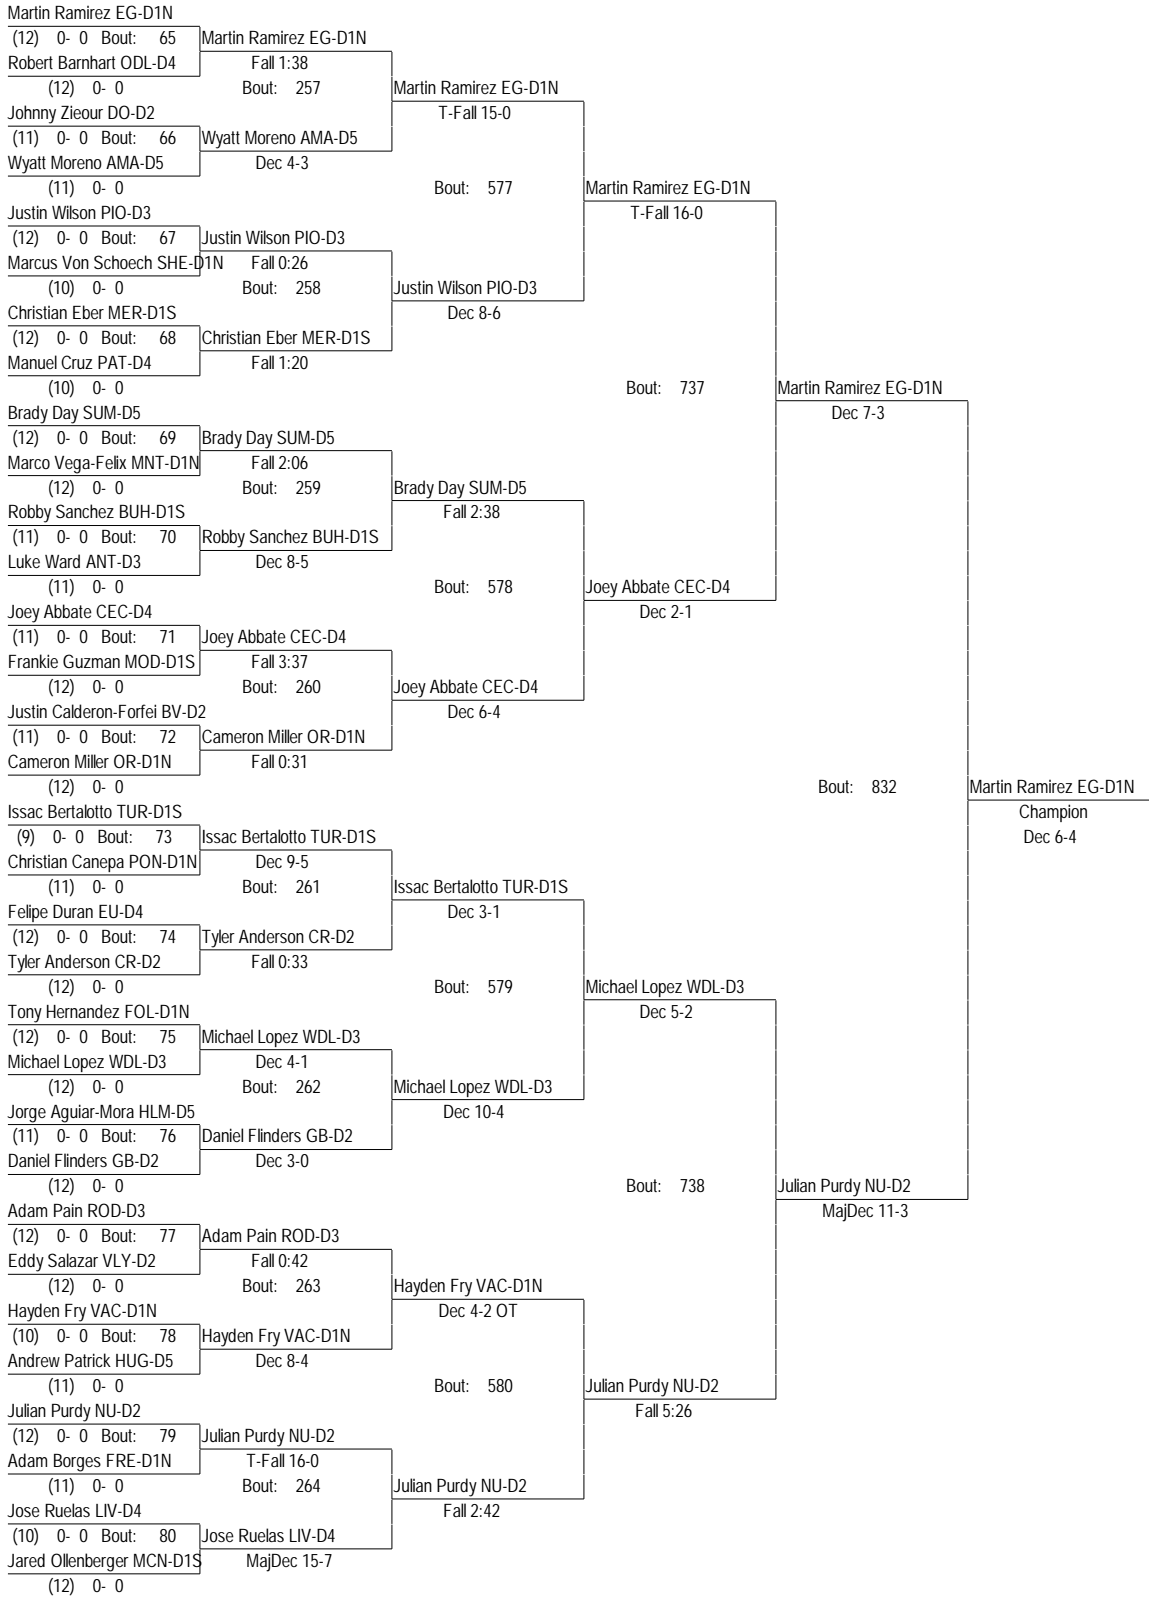 Martin Ramirez EG-D1N
(12) 0- 0 Bout: 65 Martin Ramirez EG-D1N
Robert Barnhart ODL-D4 Fall 1:38
(12) 0- 0 Bout: 257 Martin Ramirez EG-D1N
Johnny Zieour DO-D2 T-Fall 15-0
(11) 0- 0 Bout: 66 Wyatt Moreno AMA-D5
Wyatt Moreno AMA-D5 Dec 4-3
(11) 0- 0 Bout: 577 Martin Ramirez EG-D1N
Justin Wilson PIO-D3 T-Fall 16-0
(12) 0- 0 Bout: 67 Justin Wilson PIO-D3
Marcus Von Schoech SHE-D1N Fall 0:26
(10) 0- 0 Bout: 258 Justin Wilson PIO-D3
Christian Eber MER-D1S Dec 8-6
(12) 0- 0 Bout: 68 Christian Eber MER-D1S
Manuel Cruz PAT-D4 Fall 1:20
(10) 0- 0 Bout: 737 Martin Ramirez EG-D1N
Brady Day SUM-D5 Dec 7-3
(12) 0- 0 Bout: 69 Brady Day SUM-D5
Marco Vega-Felix MNT-D1N Fall 2:06
(12) 0- 0 Bout: 259 Brady Day SUM-D5
Robby Sanchez BUH-D1S Fall 2:38
(11) 0- 0 Bout: 70 Robby Sanchez BUH-D1S
Luke Ward ANT-D3 Dec 8-5
(11) 0- 0 Bout: 578 Joey Abbate CEC-D4
Joey Abbate CEC-D4 Dec 2-1
(11) 0- 0 Bout: 71 Joey Abbate CEC-D4
Frankie Guzman MOD-D1S Fall 3:37
(12) 0- 0 Bout: 260 Joey Abbate CEC-D4
Justin Calderon-Forfei BV-D2 Dec 6-4
(11) 0- 0 Bout: 72 Cameron Miller OR-D1N
Cameron Miller OR-D1N Fall 0:31
(12) 0- 0 Bout: 832 Martin Ramirez EG-D1N
Issac Bertalotto TUR-D1S Champion
(9) 0- 0 Bout: 73 Issac Bertalotto TUR-D1S Dec 6-4
Christian Canepa PON-D1N Dec 9-5
(11) 0- 0 Bout: 261 Issac Bertalotto TUR-D1S
Felipe Duran EU-D4 Dec 3-1
(12) 0- 0 Bout: 74 Tyler Anderson CR-D2
Tyler Anderson CR-D2 Fall 0:33
(12) 0- 0 Bout: 579 Michael Lopez WDL-D3
Tony Hernandez FOL-D1N Dec 5-2
(12) 0- 0 Bout: 75 Michael Lopez WDL-D3
Michael Lopez WDL-D3 Dec 4-1
(12) 0- 0 Bout: 262 Michael Lopez WDL-D3
Jorge Aguiar-Mora HLM-D5 Dec 10-4
(11) 0- 0 Bout: 76 Daniel Flinders GB-D2
Daniel Flinders GB-D2 Dec 3-0
(12) 0- 0 Bout: 738 Julian Purdy NU-D2
Adam Pain ROD-D3 MajDec 11-3
(12) 0- 0 Bout: 77 Adam Pain ROD-D3
Eddy Salazar VLY-D2 Fall 0:42
(12) 0- 0 Bout: 263 Hayden Fry VAC-D1N
Hayden Fry VAC-D1N Dec 4-2 OT
(10) 0- 0 Bout: 78 Hayden Fry VAC-D1N
Andrew Patrick HUG-D5 Dec 8-4
(11) 0- 0 Bout: 580 Julian Purdy NU-D2
Julian Purdy NU-D2 Fall 5:26
(12) 0- 0 Bout: 79 Julian Purdy NU-D2
Adam Borges FRE-D1N T-Fall 16-0
(11) 0- 0 Bout: 264 Julian Purdy NU-D2
Jose Ruelas LIV-D4 Fall 2:42
(10) 0- 0 Bout: 80 Jose Ruelas LIV-D4
Jared Ollenberger MCN-D1S MajDec 15-7
(12) 0- 0